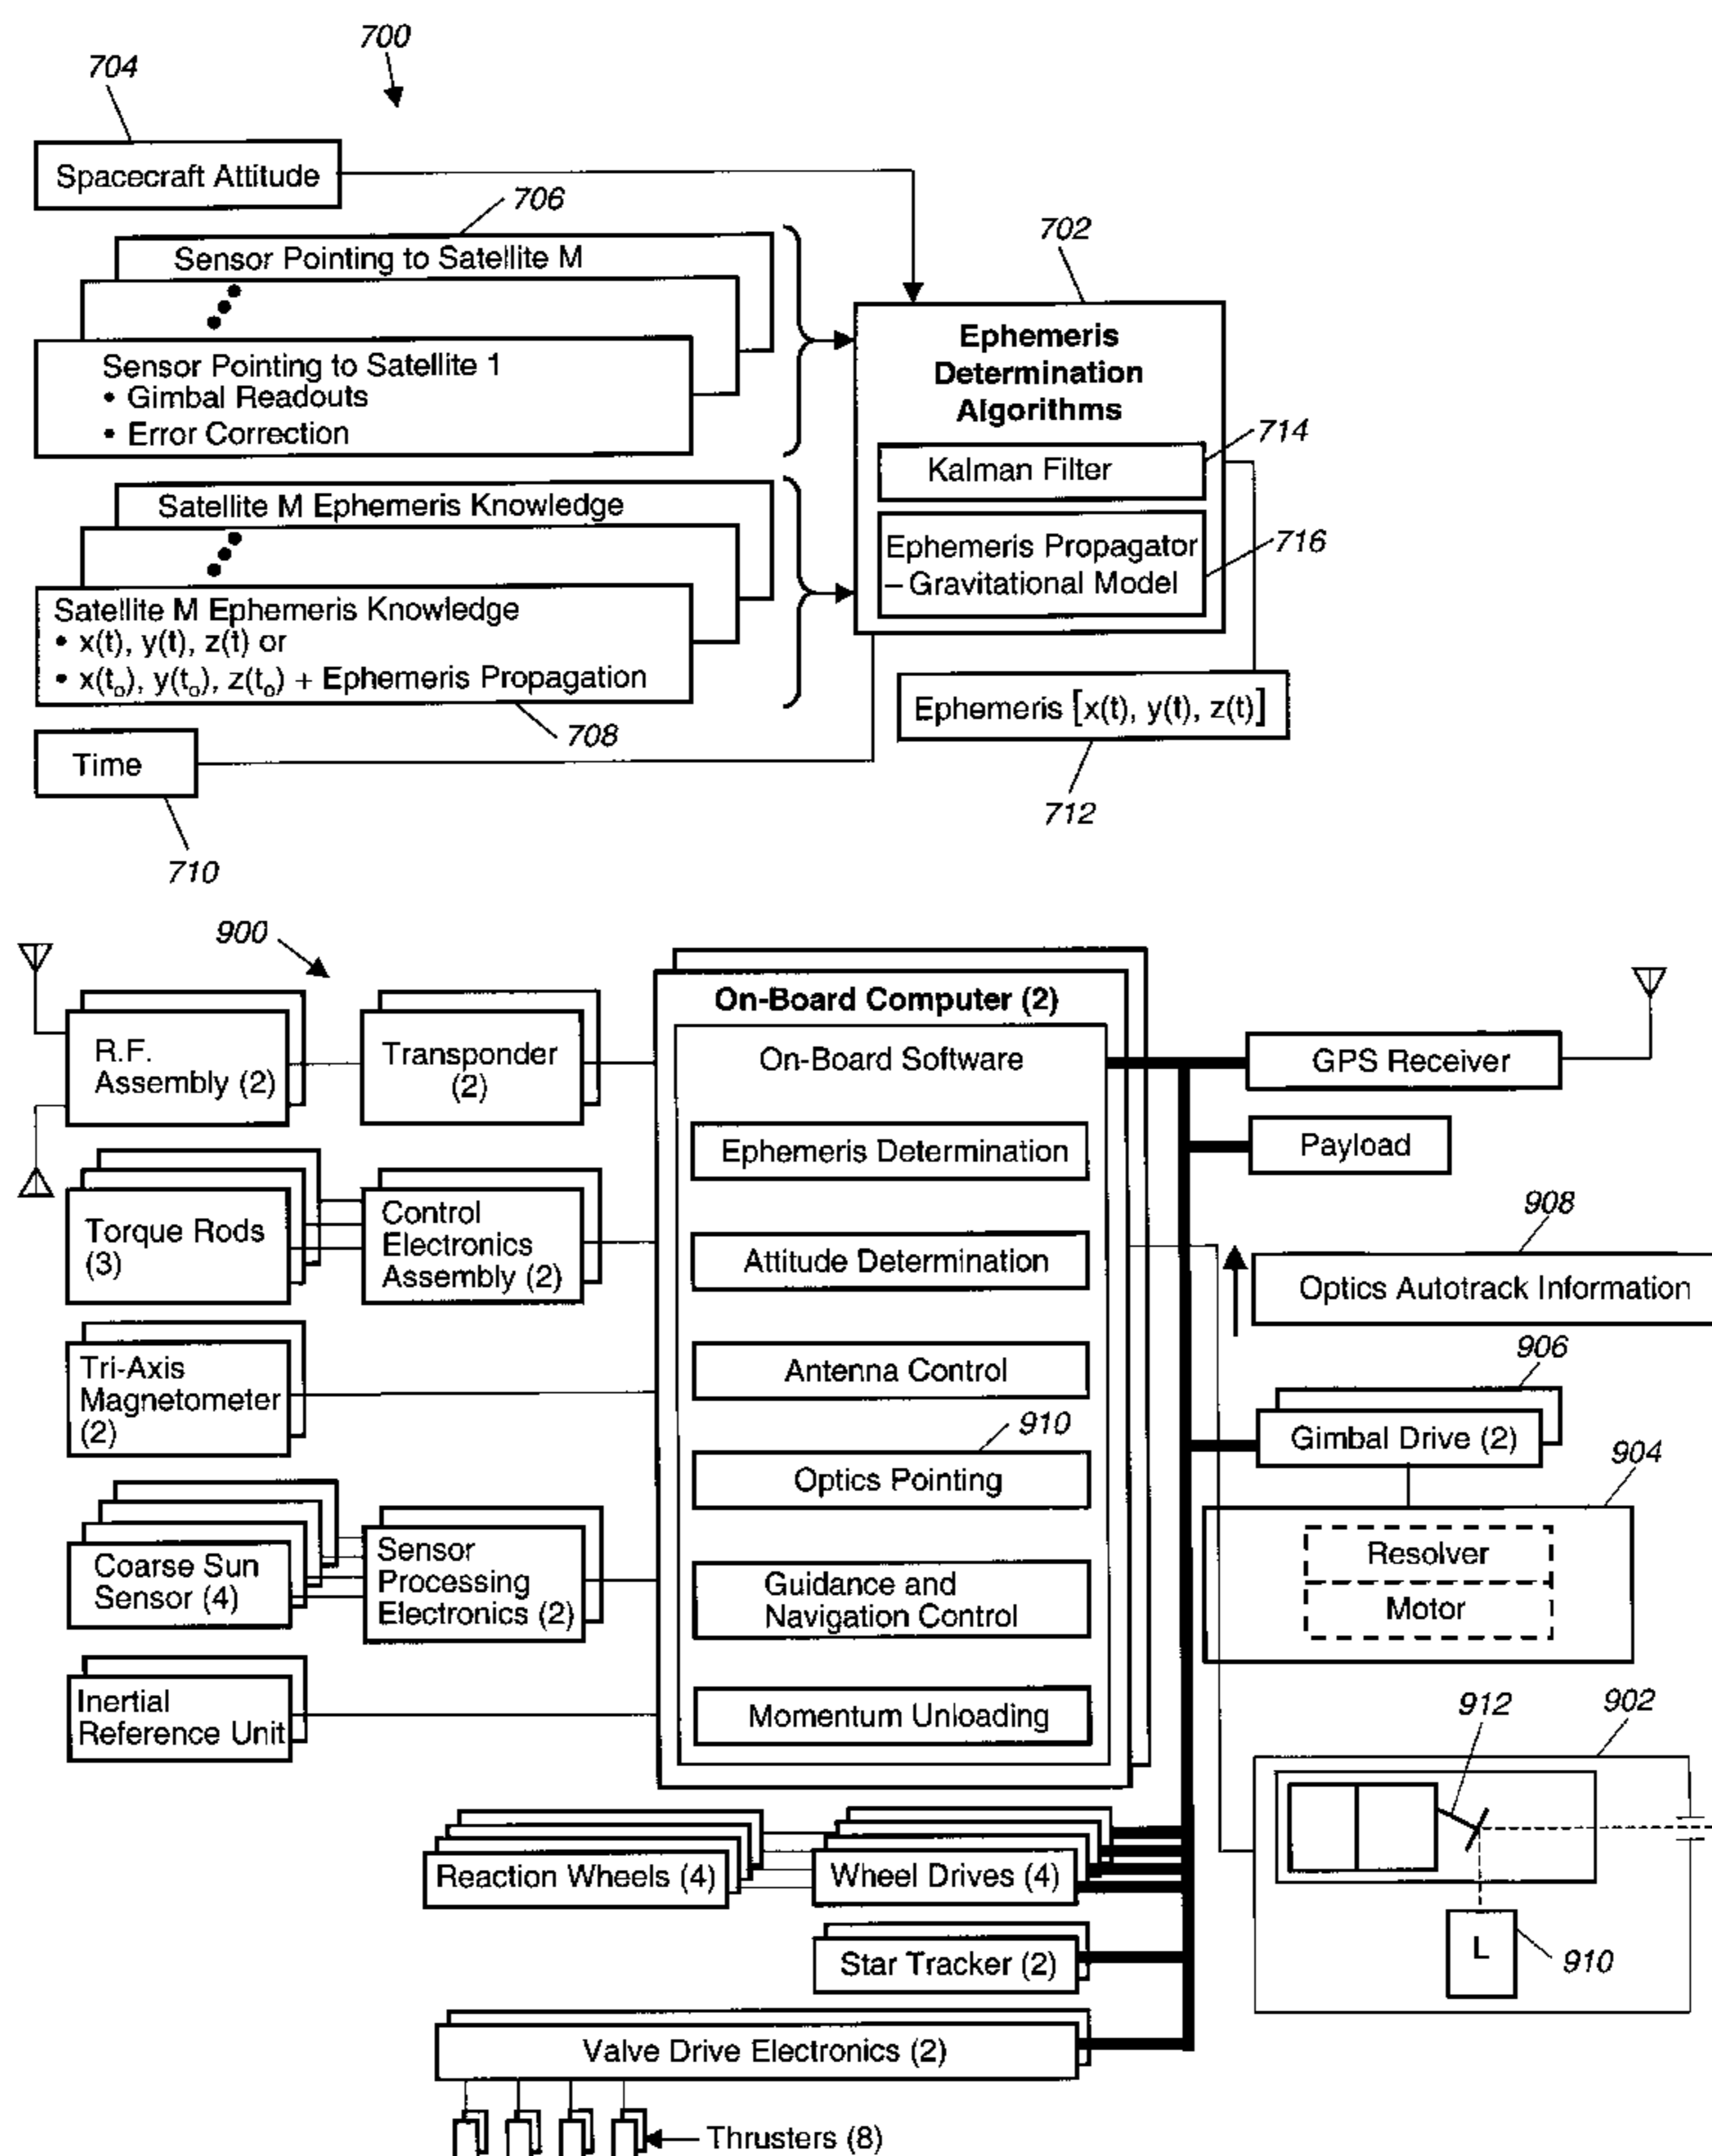 700
704
Spacecraft Attitude
706
Sensor Pointing to Satellite M
Sensor Pointing to Satellite 1
• Gimbal Readouts
• Error Correction
702
Ephemeris
Determination
Algorithms
714
Kalman Filter
Ephemeris Propagator
– Gravitational Model
716
Satellite M Ephemeris Knowledge
Satellite M Ephemeris Knowledge
• x(t), y(t), z(t) or
• x(t₀), y(t₀), z(t₀) + Ephemeris Propagation
708
Ephemeris [x(t), y(t), z(t)]
712
Time
710
900
R.F.
Assembly (2)
Transponder
(2)
On-Board Computer (2)
On-Board Software
Ephemeris Determination
Attitude Determination
Antenna Control
910
Optics Pointing
Guidance and
Navigation Control
Momentum Unloading
GPS Receiver
Payload
908
Optics Autotrack Information
906
Gimbal Drive (2)
904
Resolver
Motor
912
902
L
910
Torque Rods
(3)
Control
Electronics
Assembly (2)
Tri-Axis
Magnetometer
(2)
Coarse Sun
Sensor (4)
Sensor
Processing
Electronics (2)
Inertial
Reference Unit
Reaction Wheels (4)
Wheel Drives (4)
Star Tracker (2)
Valve Drive Electronics (2)
Thrusters (8)